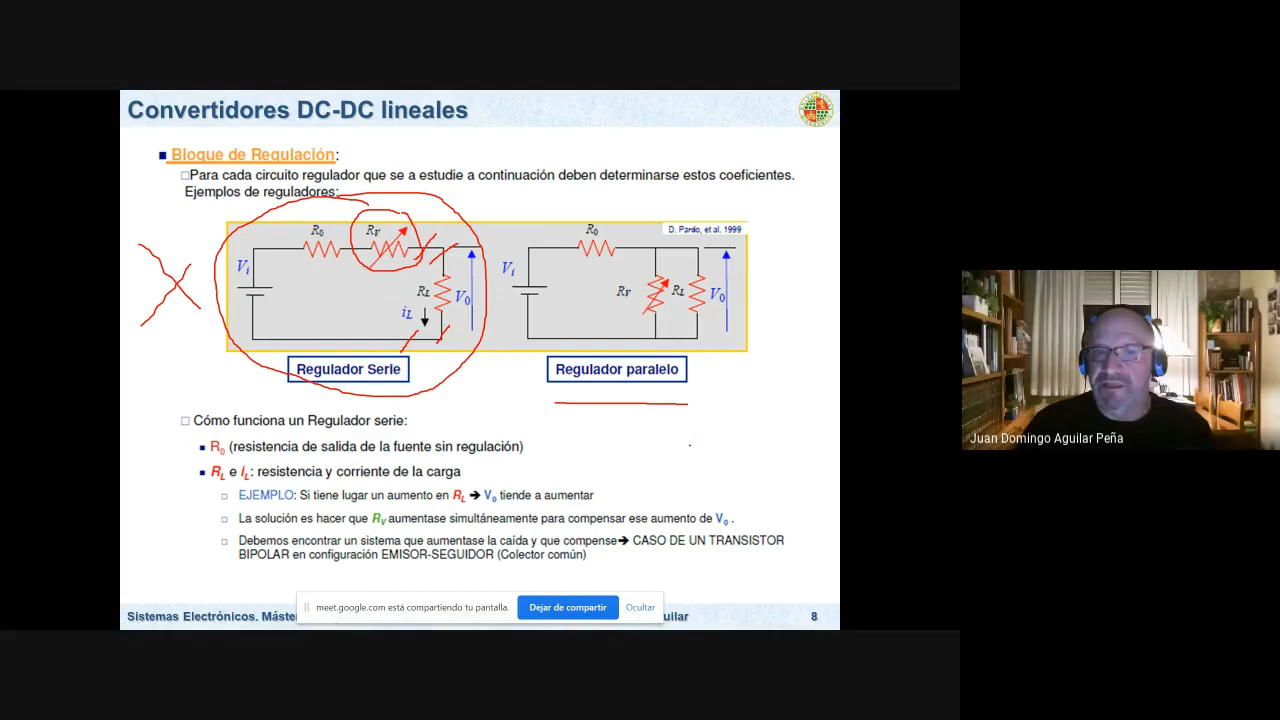 Convertidores DC-DC lineales
Bloque de Regulación:
Para cada circuito regulador que se a estudie a continuación deben determinarse estos coeficientes.
Ejemplos de reguladores:
R0 RV
Vi
RL V0
iL
R0 D. Pardo, et al. 1999
Vi
RV RL V0
Regulador Serie
Regulador paralelo
Cómo funciona un Regulador serie:
R0 (resistencia de salida de la fuente sin regulación)
RL e iL: resistencia y corriente de la carga
EJEMPLO: Si tiene lugar un aumento en RL ➔ V0 tiende a aumentar
La solución es hacer que RV aumentase simultáneamente para compensar ese aumento de V0 .
Debemos encontrar un sistema que aumentase la caída y que compense➔ CASO DE UN TRANSISTOR
BIPOLAR en configuración EMISOR-SEGUIDOR (Colector común)
meet.google.com está compartiendo tu pantalla. Dejar de compartir Ocultar
Sistemas Electrónicos. Máste uilar 8
Juan Domingo Aguilar Peña